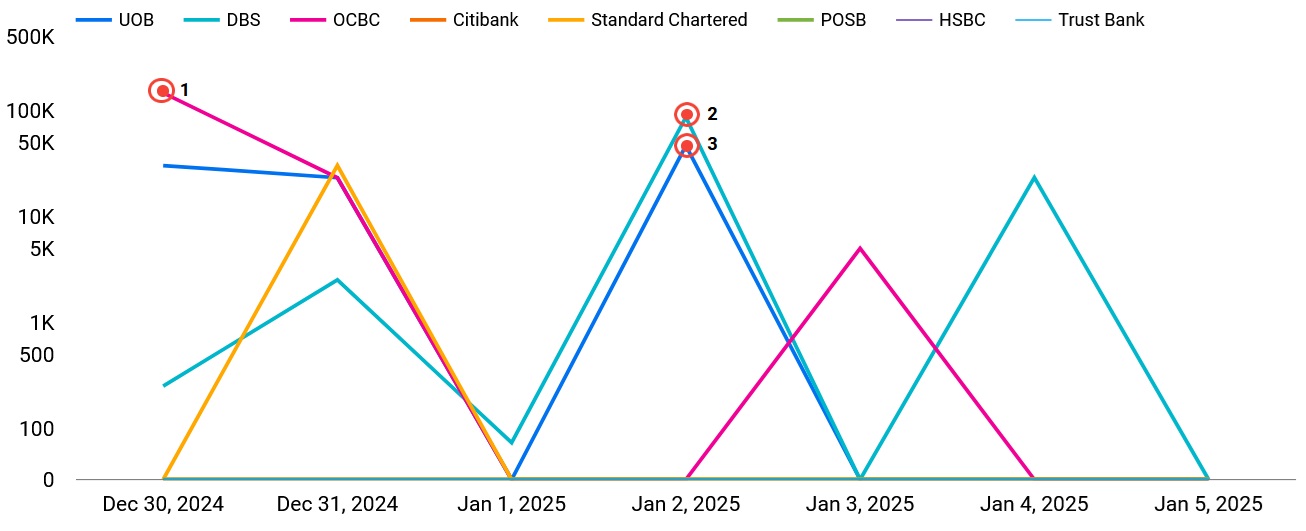 UOB DBS OCBC Citibank Standard Chartered POSB HSBC Trust Bank
500K
1
100K
2
50K
3
10K
5K
1K
500
100
0
Dec 30, 2024 Dec 31, 2024 Jan 1, 2025 Jan 2, 2025 Jan 3, 2025 Jan 4, 2025 Jan 5, 2025